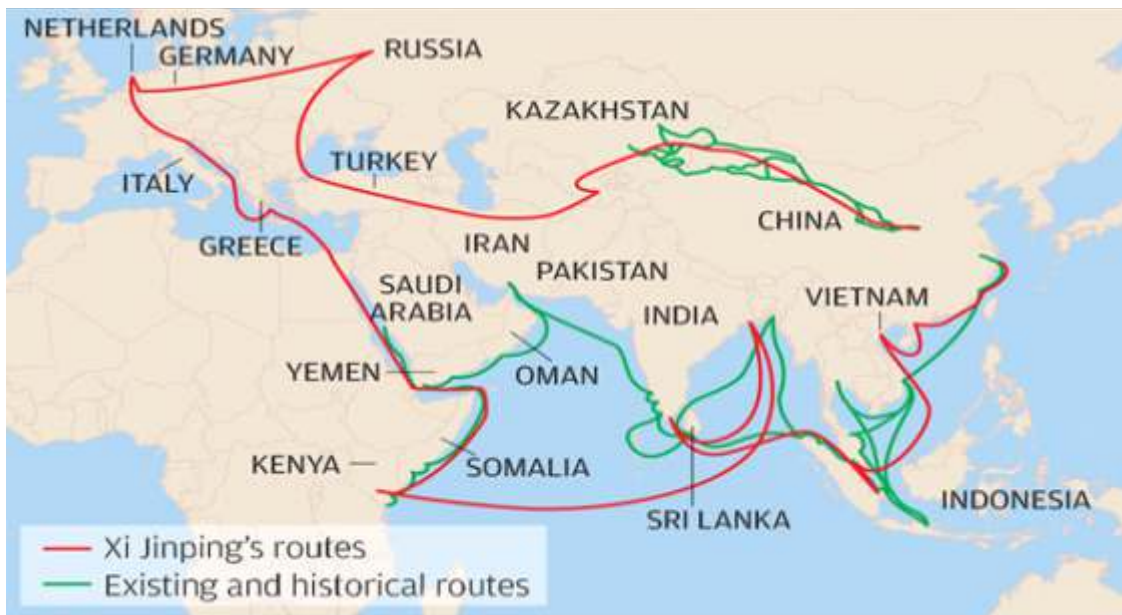 NETHERLANDS
GERMANY
RUSSIA
KAZAKHSTAN
TURKEY
ITALY
CHINA
GREECE
IRAN
PAKISTAN
SAUDI
ARABIA
INDIA
VIETNAM
YEMEN
OMAN
KENYA
SOMALIA
SRI LANKA
INDONESIA
Xi Jinping's routes
Existing and historical routes